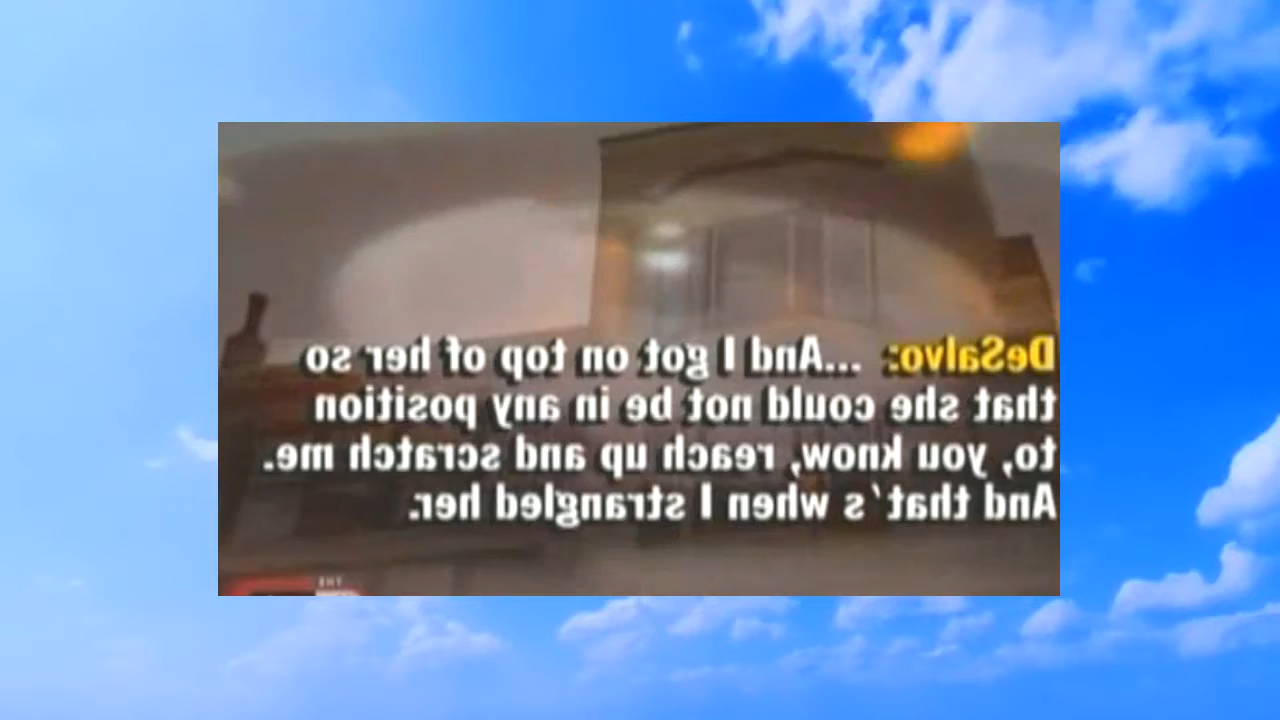 DeSalvo: ...And I got on top of her so
that she could not be in any position
to, you know, reach up and scratch me.
And that's when I strangled her.
THE